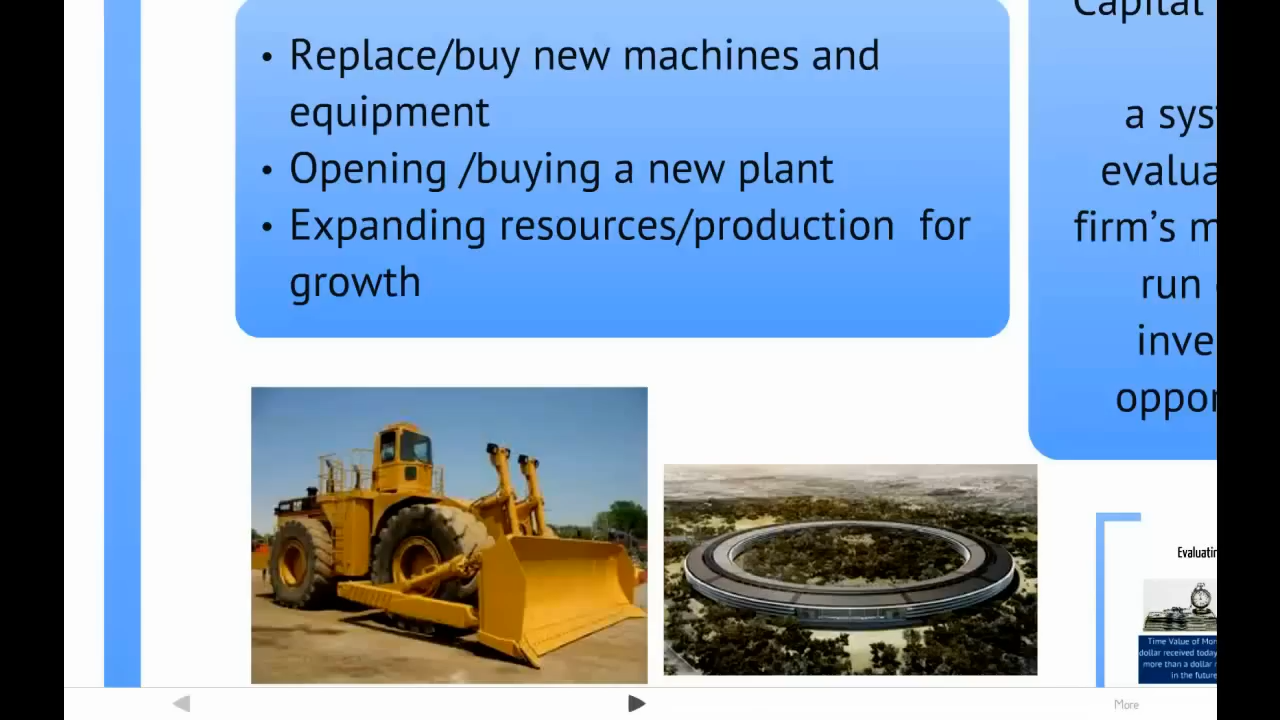 • Replace/buy new machines and
equipment
• Opening /buying a new plant
• Expanding resources/production for
growth
Capital
a sys
evalua
firm's m
run
inve
oppor
Evaluatin
Time Value of Mon
dollar received today
more than a dollar
in the future
More